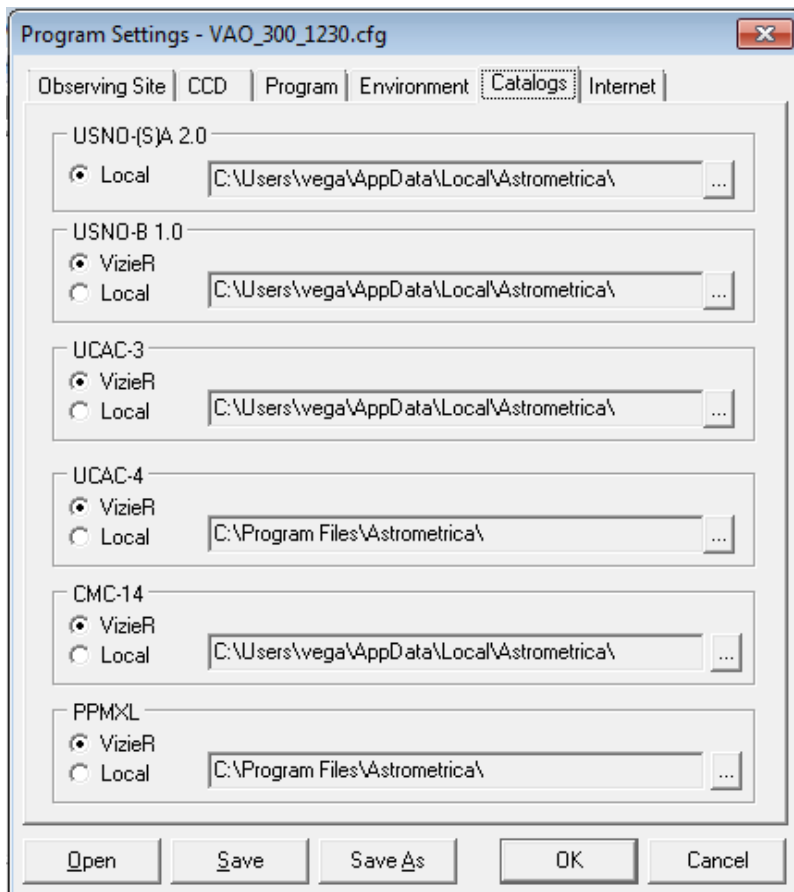 Program Settings - VAO_300_1230.cfg
Observing Site CCD Program Environment Catalogs Internet
USNO-(S)A 2.0
Local C:\Users\vega\AppData\Local\Astrometrica\ ...
USNO-B 1.0
VizieR
Local C:\Users\vega\AppData\Local\Astrometrica\ ...
UCAC-3
VizieR
Local C:\Users\vega\AppData\Local\Astrometrica\ ...
UCAC-4
VizieR
Local C:\Program Files\Astrometrica\ ...
CMC-14
VizieR
Local C:\Users\vega\AppData\Local\Astrometrica\ ...
PPMXL
VizieR
Local C:\Program Files\Astrometrica\ ...
Open Save Save As OK Cancel